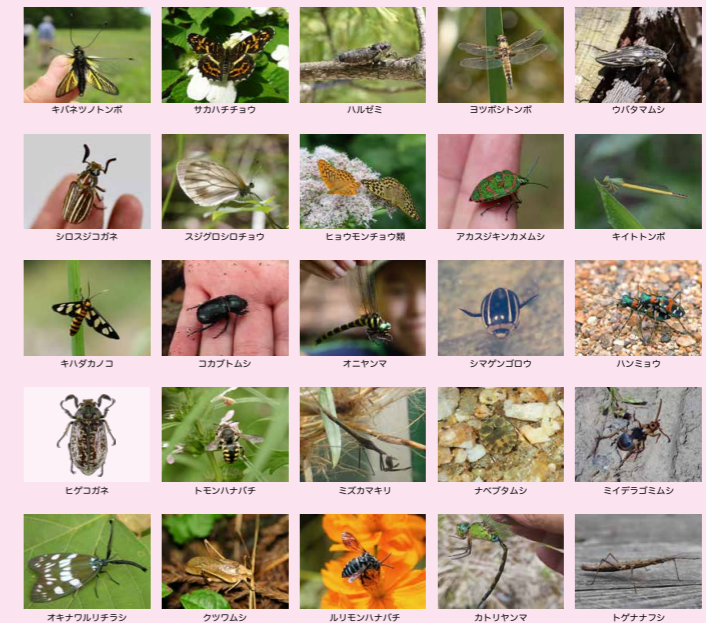 キバネツノトンボ
サカハチチョウ
ハルゼミ
ヨツボシトンボ
ウバタマムシ
シロスジコガネ
スジグロシロチョウ
ヒョウモンチョウ類
アカスジキンカメムシ
キイトトンボ
キハダカノコ
コカブトムシ
オニヤンマ
シマゲンゴロウ
ハンミョウ
ヒゲコガネ
トモンハナバチ
ミズカマキリ
ナベブタムシ
ミイデラゴミムシ
オキナワルリチラシ
クツワムシ
ルリモンハナバチ
カトリヤンマ
トゲナナフシ